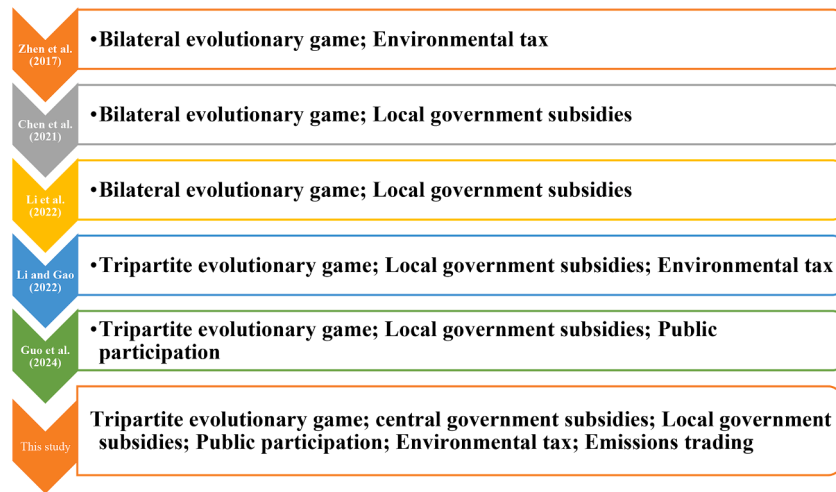 Zhen et al.
(2017)
•Bilateral evolutionary game; Environmental tax
Chen et al.
(2021)
•Bilateral evolutionary game; Local government subsidies
Li et al.
(2022)
•Bilateral evolutionary game; Local government subsidies
Li and Gao
(2022)
•Tripartite evolutionary game; Local government subsidies; Environmental tax
Guo et al.
(2024)
•Tripartite evolutionary game; Local government subsidies; Public
participation
This study
Tripartite evolutionary game; central government subsidies; Local government
subsidies; Public participation; Environmental tax; Emissions trading